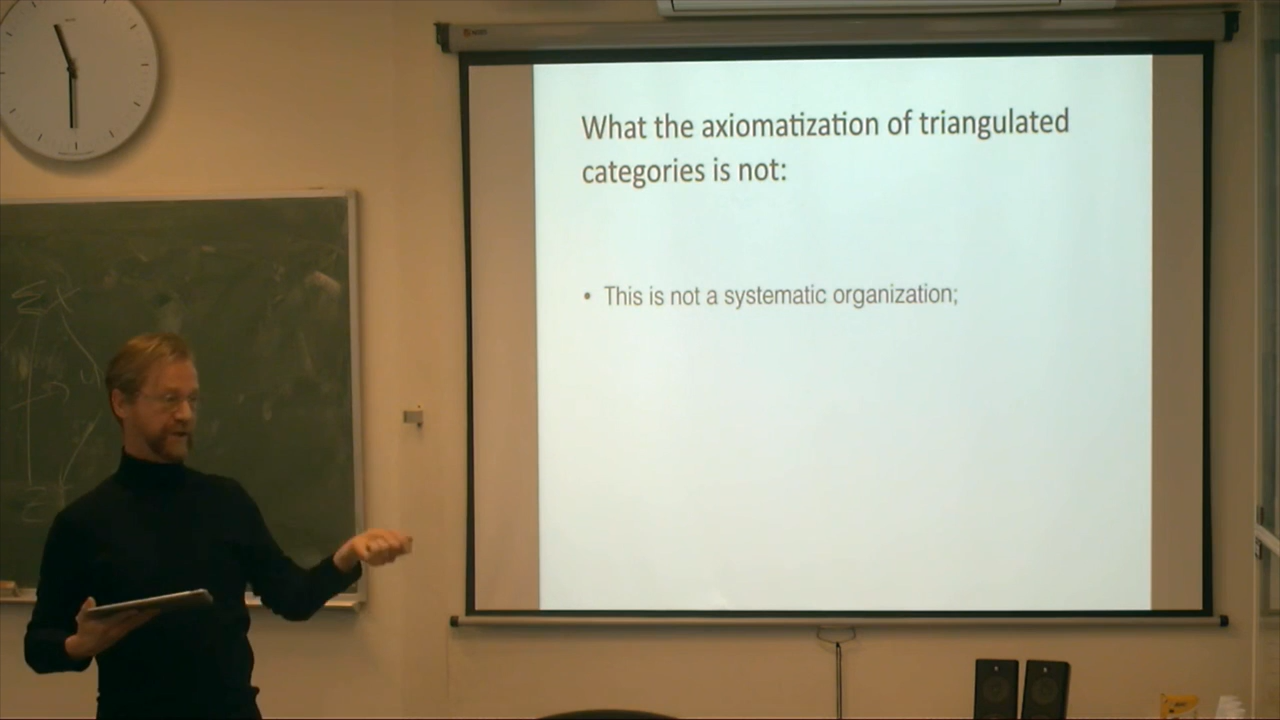 What the axiomatization of triangulated
categories is not:
• This is not a systematic organization;